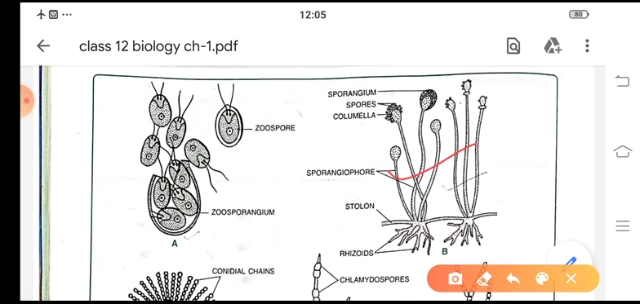 12:05
88
class 12 biology ch-1.pdf
SPORANGIUM
SPORES
COLUMELLA
ZOOSPORE
SPORANGIOPHORE
STOLON
ZOOSPORANGIUM
A
RHIZOIDS
B
CONIDIAL CHAINS
CHLAMYDOSPORES